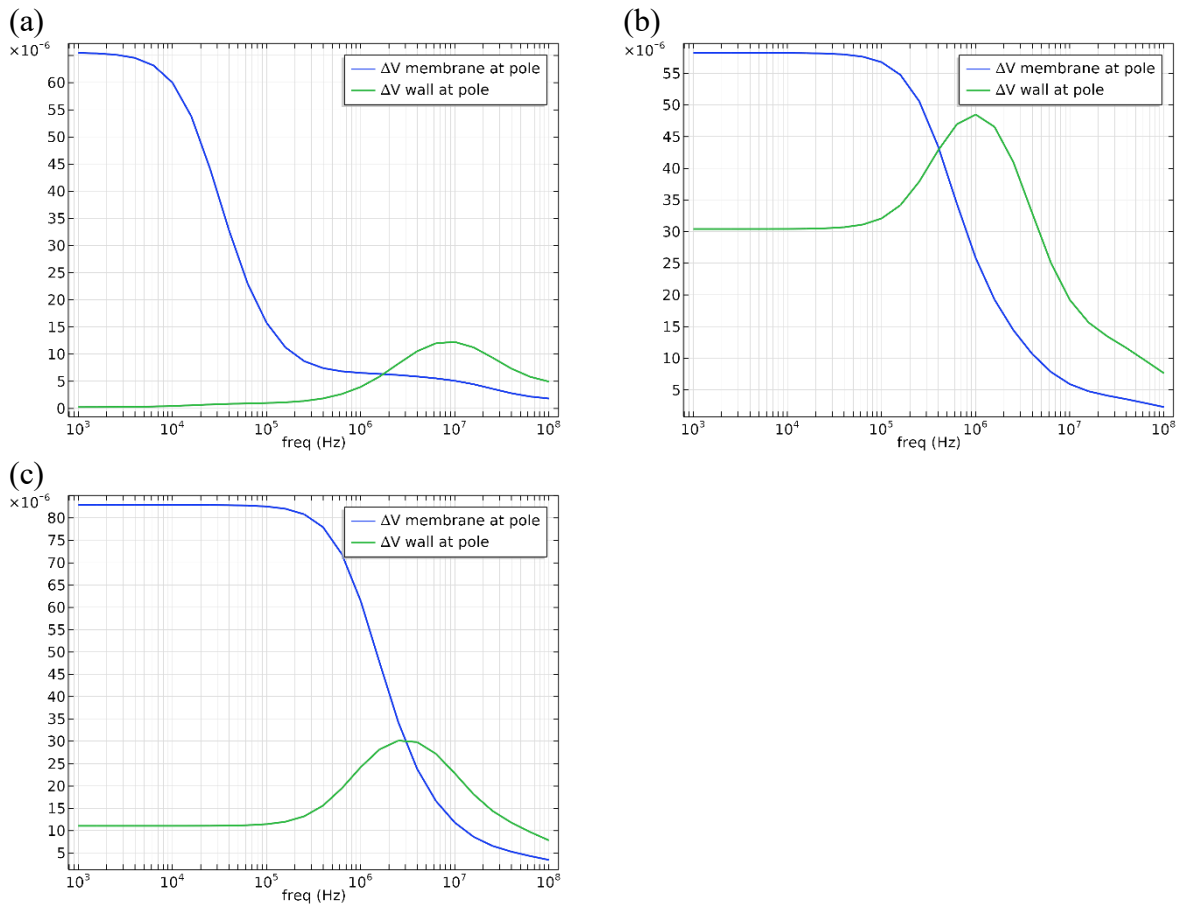 (a)
×10⁻⁶
60
55
50
45
40
35
30
25
20
15
10
5
0
ΔV membrane at pole
ΔV wall at pole
10³ 10⁴ 10⁵ 10⁶ 10⁷ 10⁸
freq (Hz)
(b)
×10⁻⁶
55
50
45
40
35
30
25
20
15
10
5
ΔV membrane at pole
ΔV wall at pole
10³ 10⁴ 10⁵ 10⁶ 10⁷ 10⁸
freq (Hz)
(c)
×10⁻⁶
80
75
70
65
60
55
50
45
40
35
30
25
20
15
10
5
ΔV membrane at pole
ΔV wall at pole
10³ 10⁴ 10⁵ 10⁶ 10⁷ 10⁸
freq (Hz)